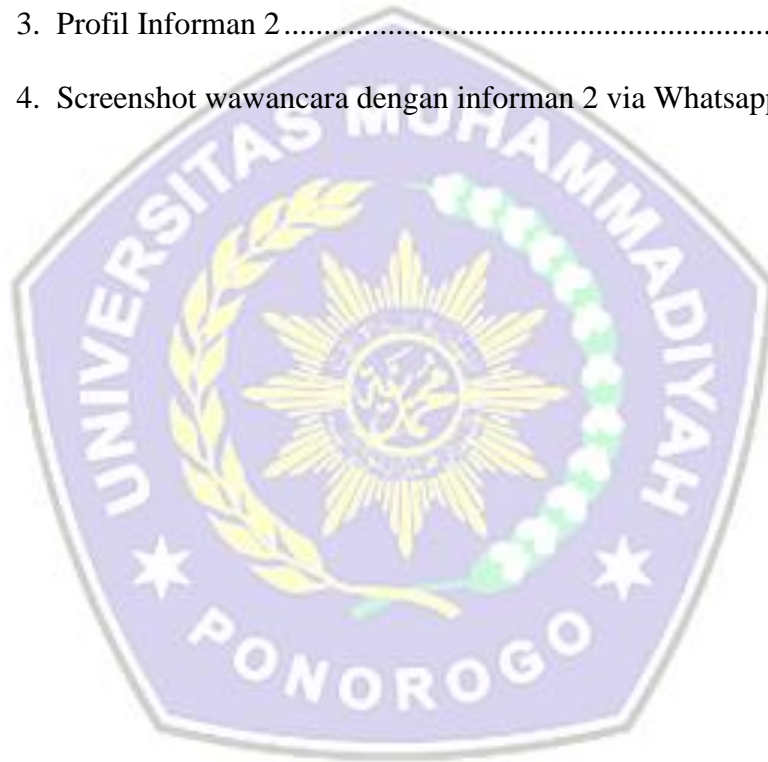 3. Profil Informan 2.............................................................
4. Screenshot wawancara dengan informan 2 via Whatsapp
UNIVERSITAS MUHAMMADIYAH
PONOROGO